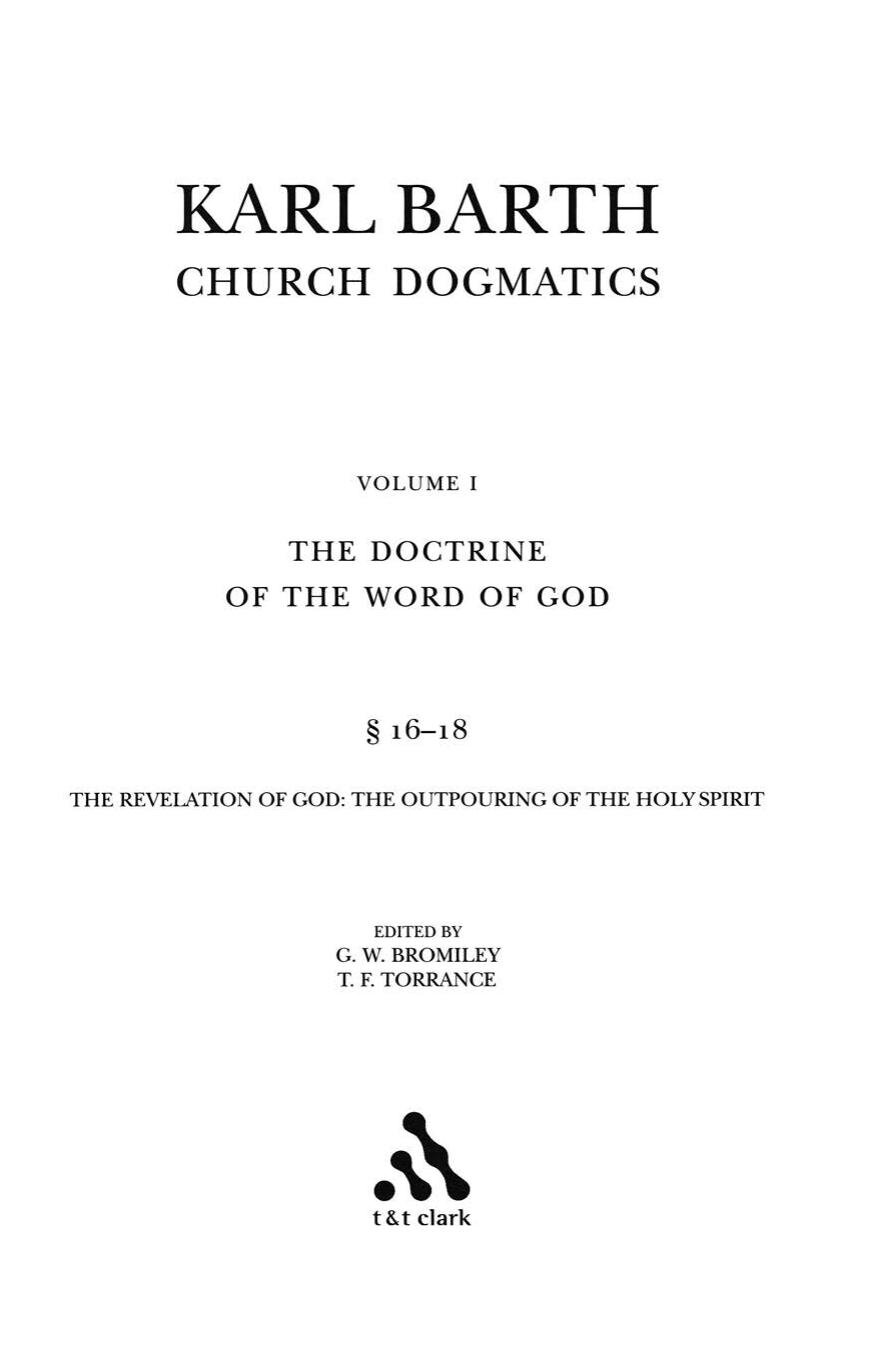 KARL BARTH
CHURCH DOGMATICS
VOLUME I
THE DOCTRINE
OF THE WORD OF GOD
§ 16–18
THE REVELATION OF GOD: THE OUTPOURING OF THE HOLY SPIRIT
EDITED BY
G. W. BROMILEY
T. F. TORRANCE
t&t clark